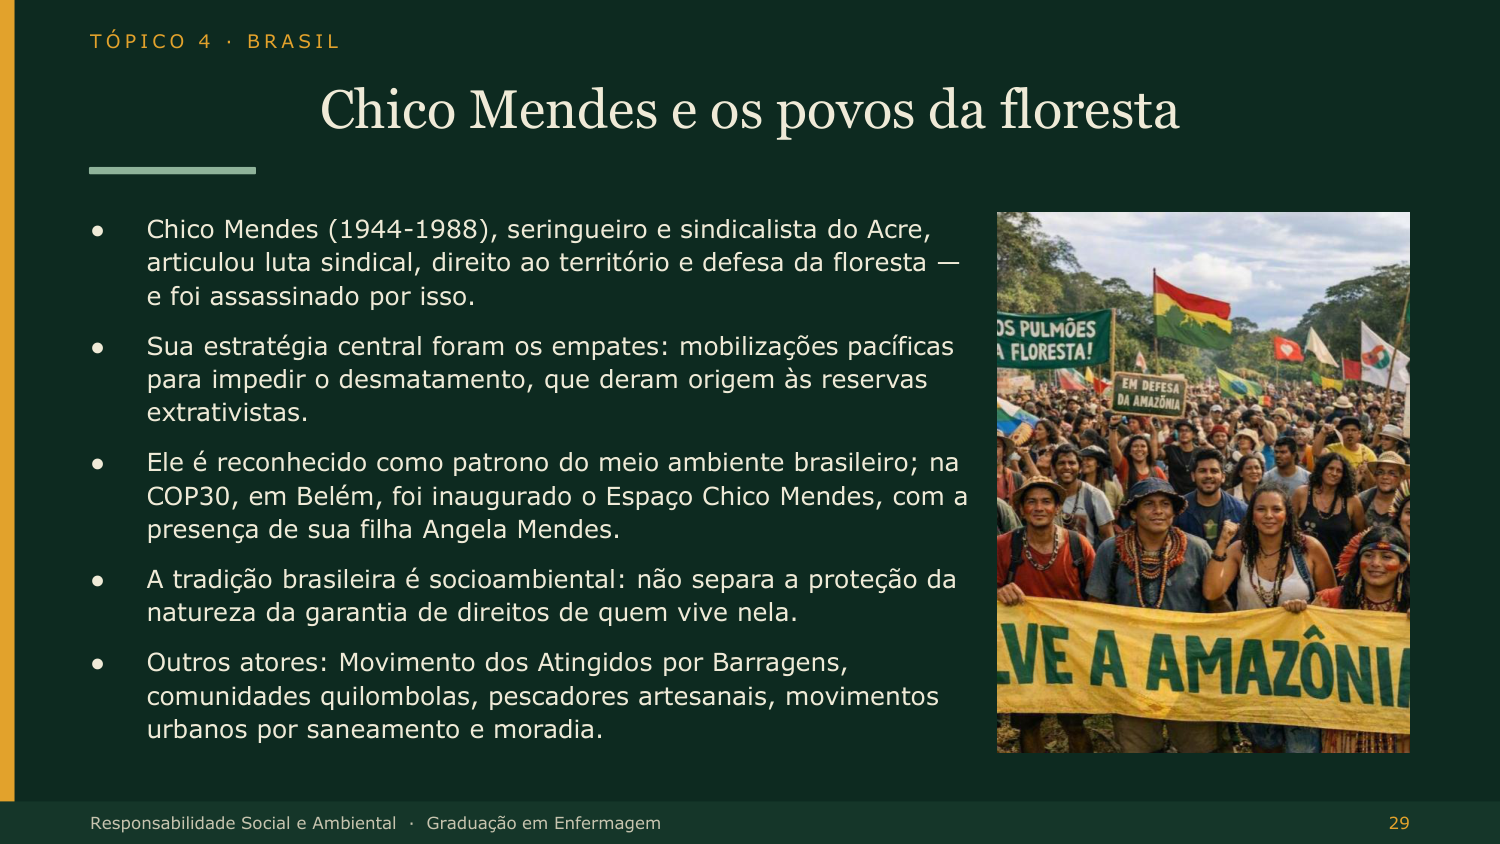 TÓPICO 4 · BRASIL
Chico Mendes e os povos da floresta
● Chico Mendes (1944-1988), seringueiro e sindicalista do Acre,
articulou luta sindical, direito ao território e defesa da floresta —
e foi assassinado por isso.
● Sua estratégia central foram os empates: mobilizações pacíficas
para impedir o desmatamento, que deram origem às reservas
extrativistas.
● Ele é reconhecido como patrono do meio ambiente brasileiro; na
COP30, em Belém, foi inaugurado o Espaço Chico Mendes, com a
presença de sua filha Angela Mendes.
● A tradição brasileira é socioambiental: não separa a proteção da
natureza da garantia de direitos de quem vive nela.
● Outros atores: Movimento dos Atingidos por Barragens,
comunidades quilombolas, pescadores artesanais, movimentos
urbanos por saneamento e moradia.
OS PULMÕES
A FLORESTA!
EM DEFESA
DA AMAZÔNIA
LVE A AMAZÔNIA
Responsabilidade Social e Ambiental · Graduação em Enfermagem
29